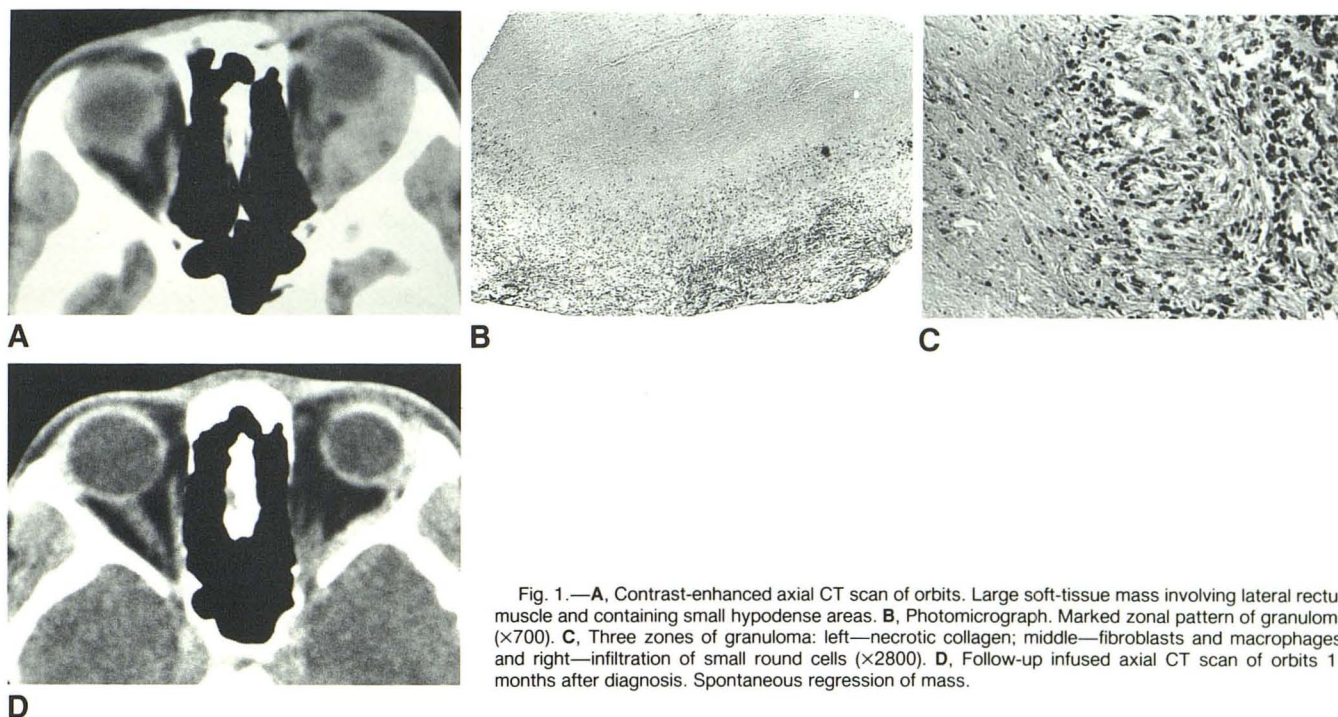 A
B
C
D
Fig. 1.—A, Contrast-enhanced axial CT scan of orbits. Large soft-tissue mass involving lateral
muscle and containing small hypodense areas. B, Photomicrograph. Marked zonal pattern of
(×700). C, Three zones of granuloma: left—necrotic collagen; middle—fibroblasts and macrophages
and right—infiltration of small round cells (×2800). D, Follow-up infused axial CT scan of orbits
months after diagnosis. Spontaneous regression of mass.